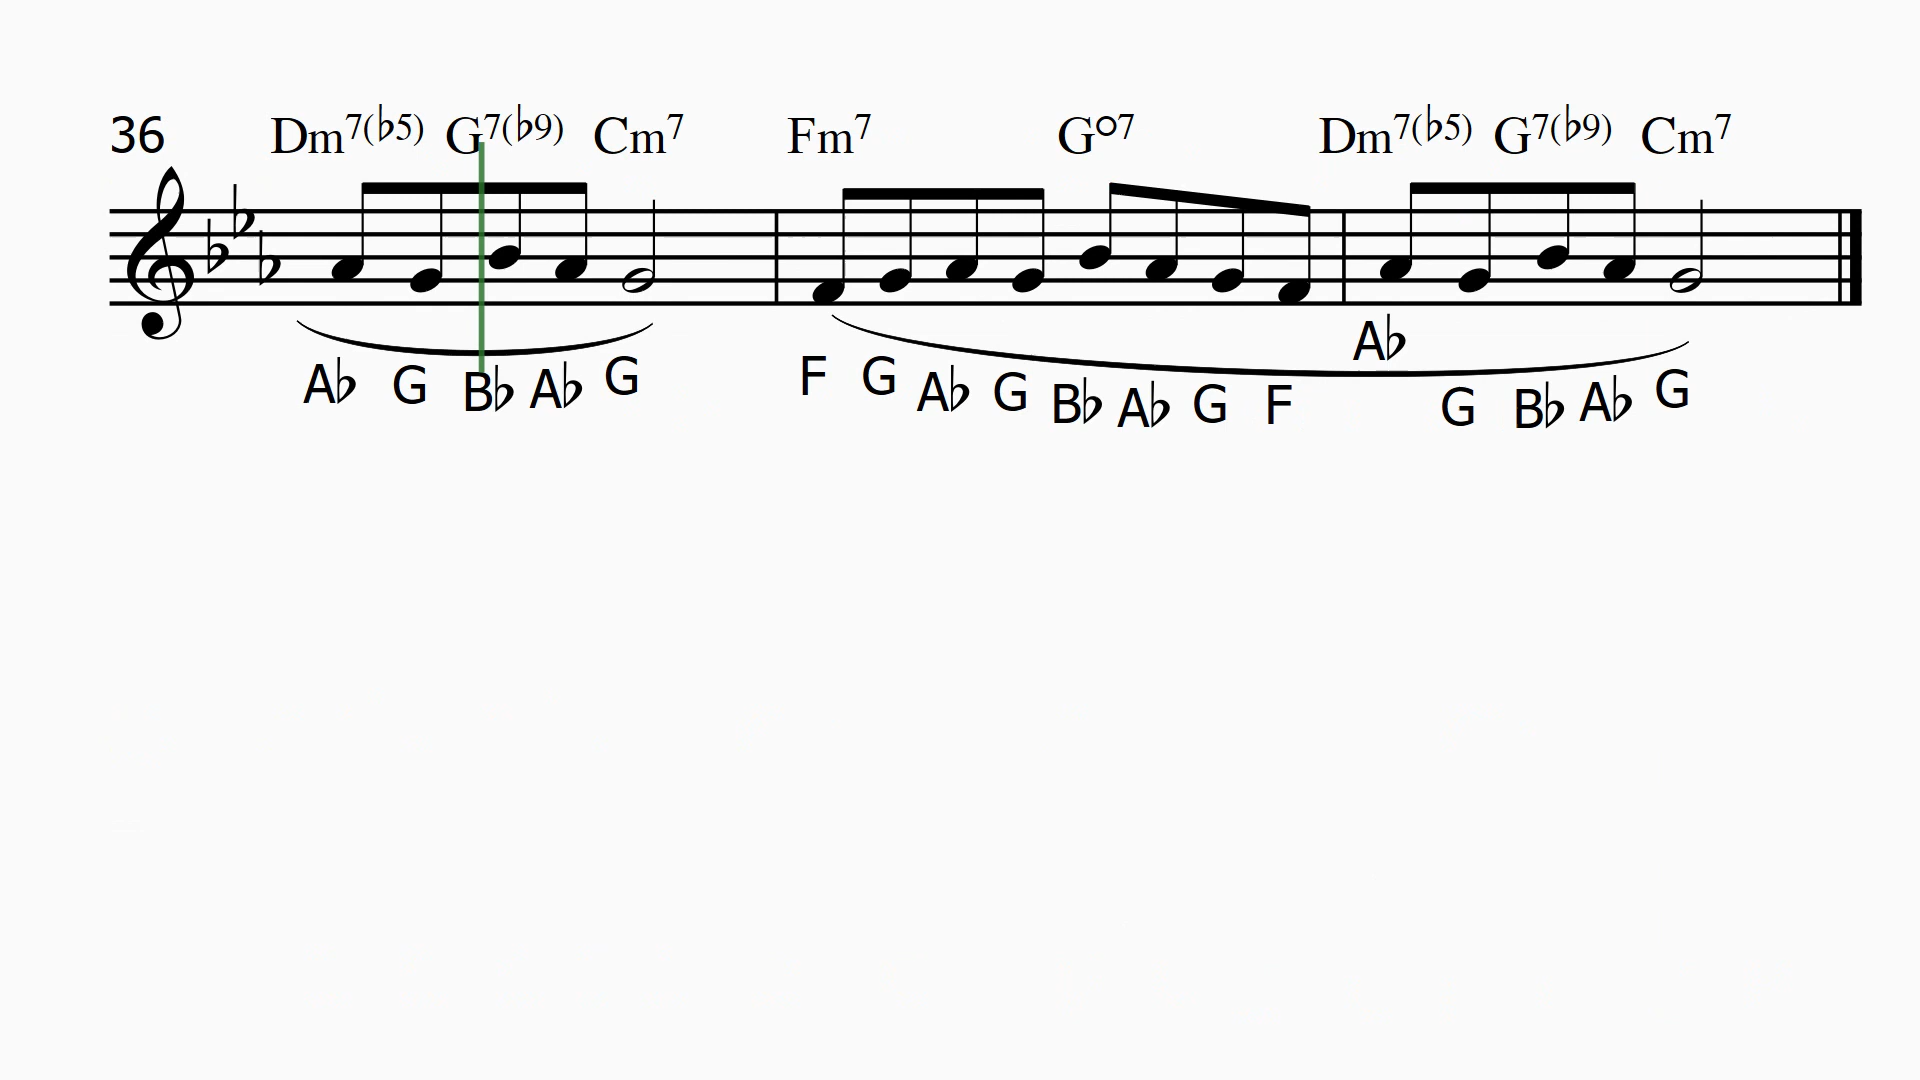 36 Dm7(♭5) G7(♭9) Cm7 Fm7 G○7 Dm7(♭5) G7(♭9) Cm7
A♭ G B♭ A♭ G F G A♭ G B♭ A♭ G F A♭ G B♭ A♭ G